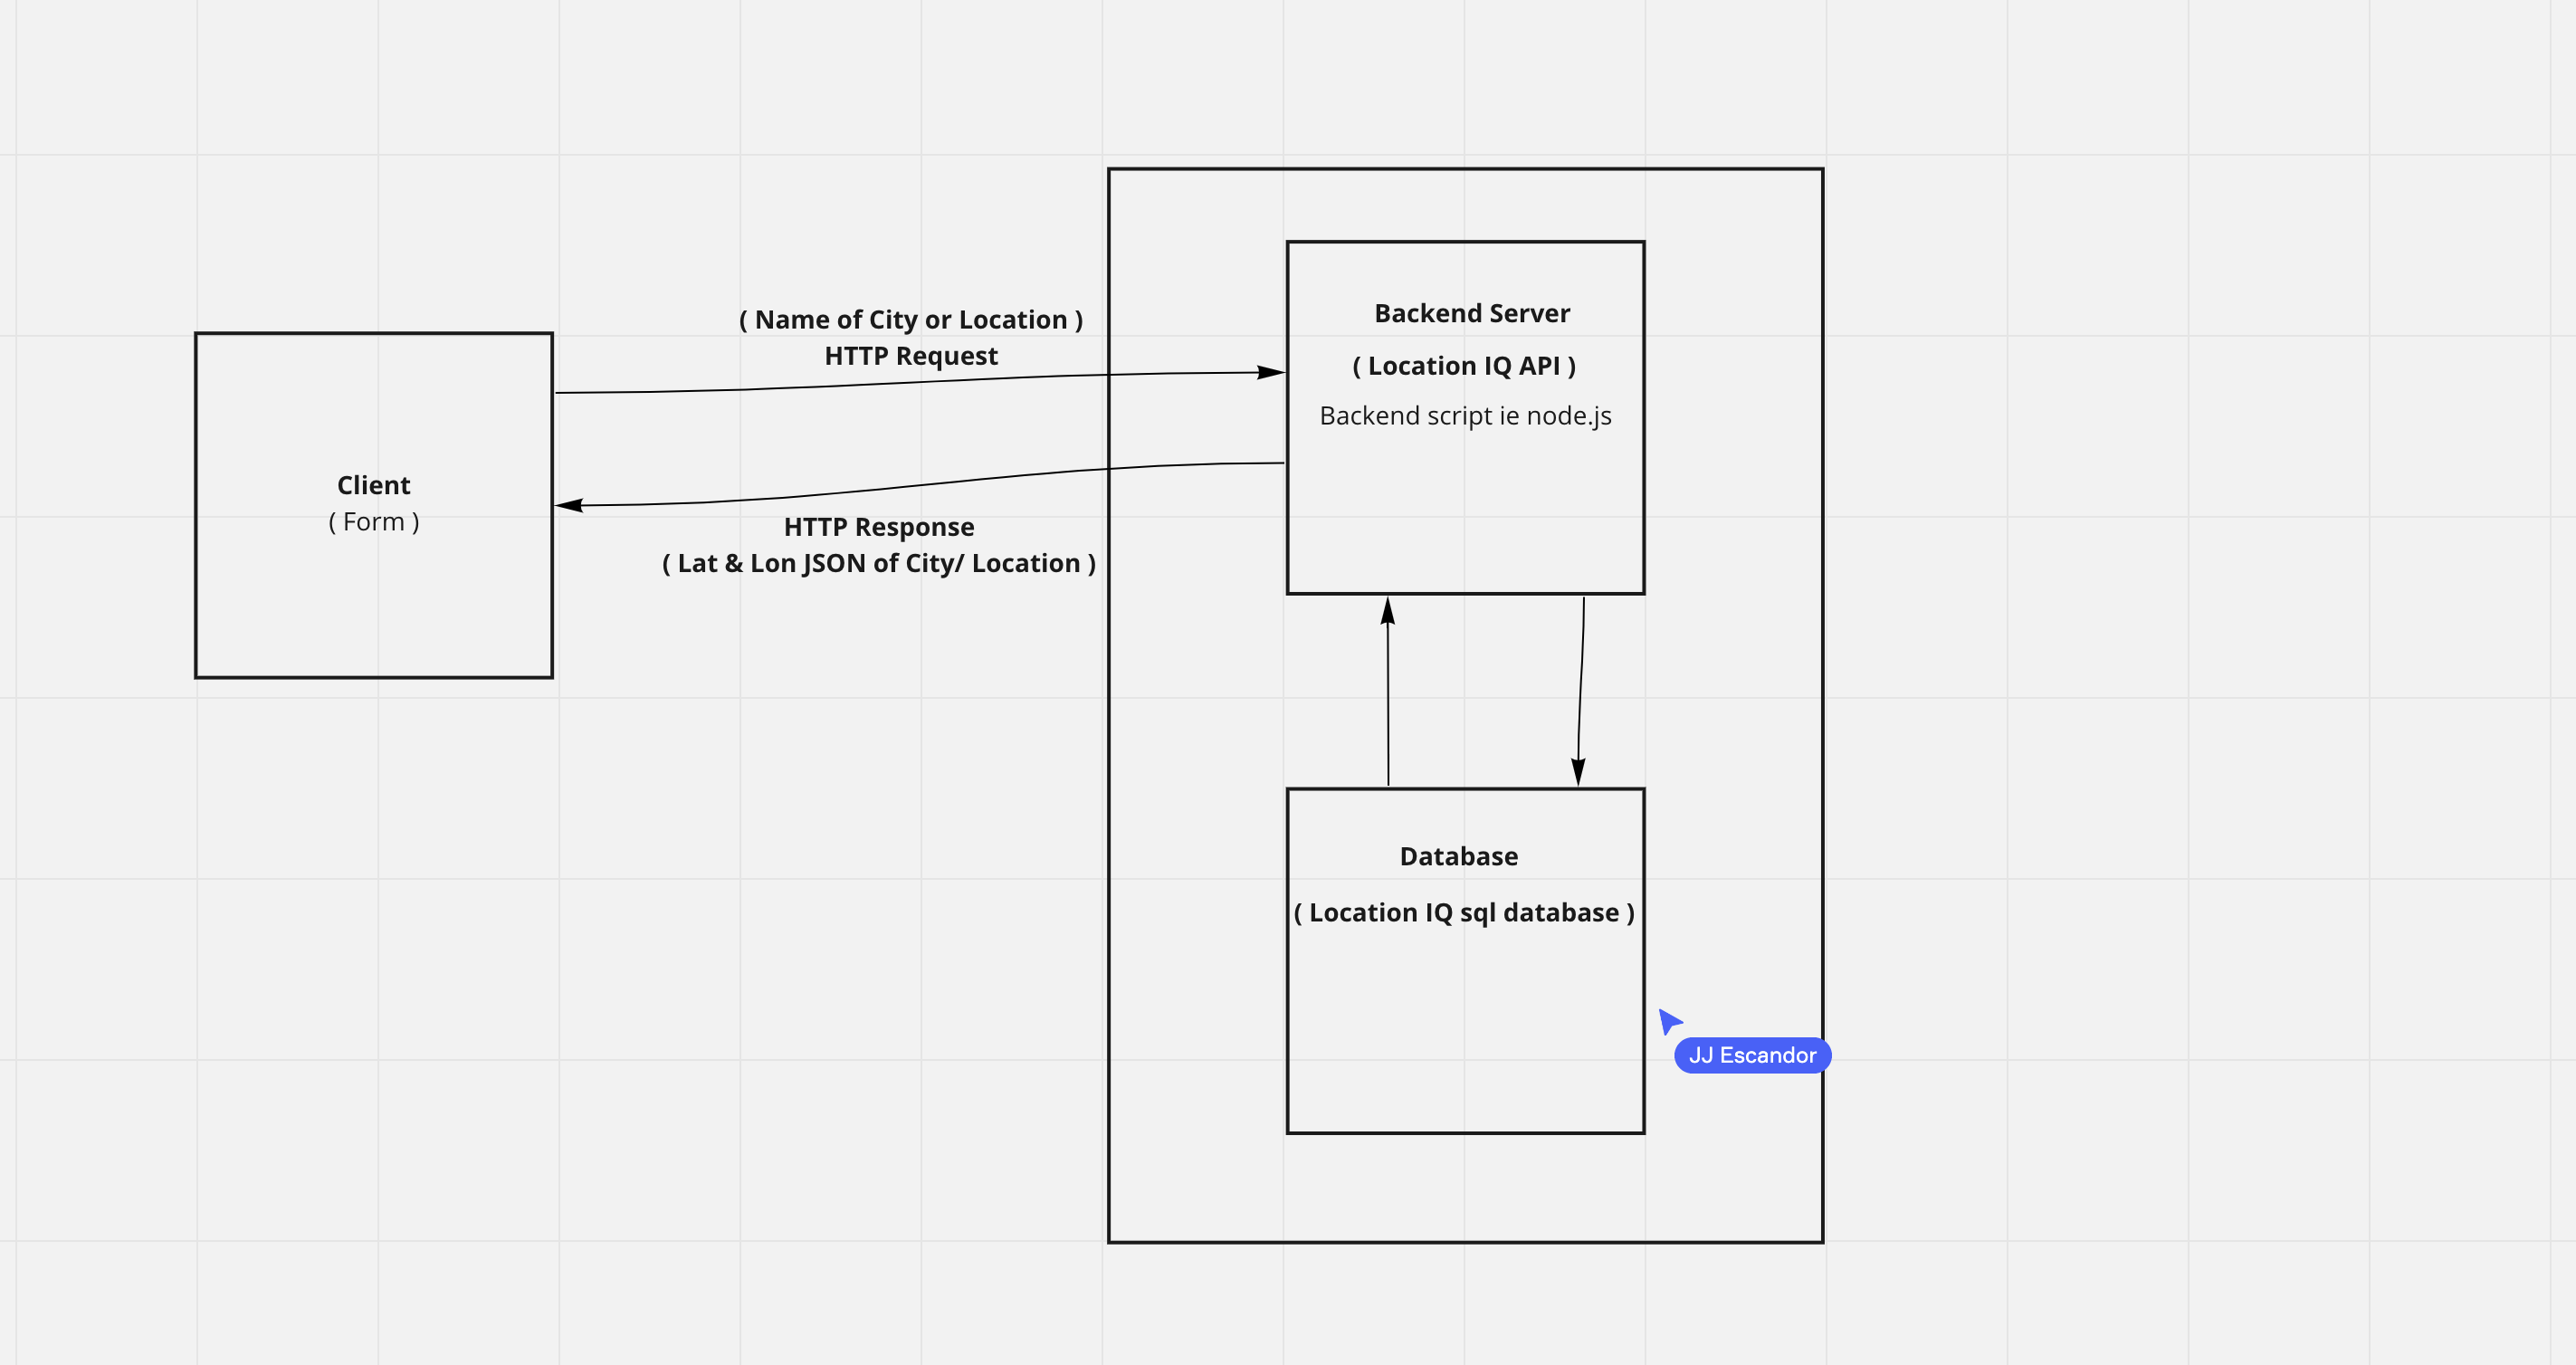 ( Name of City or Location )
HTTP Request
Client
( Form )
HTTP Response
( Lat & Lon JSON of City/ Location )
Backend Server
( Location IQ API )
Backend script ie node.js
Database
( Location IQ sql database )
JJ Escandor